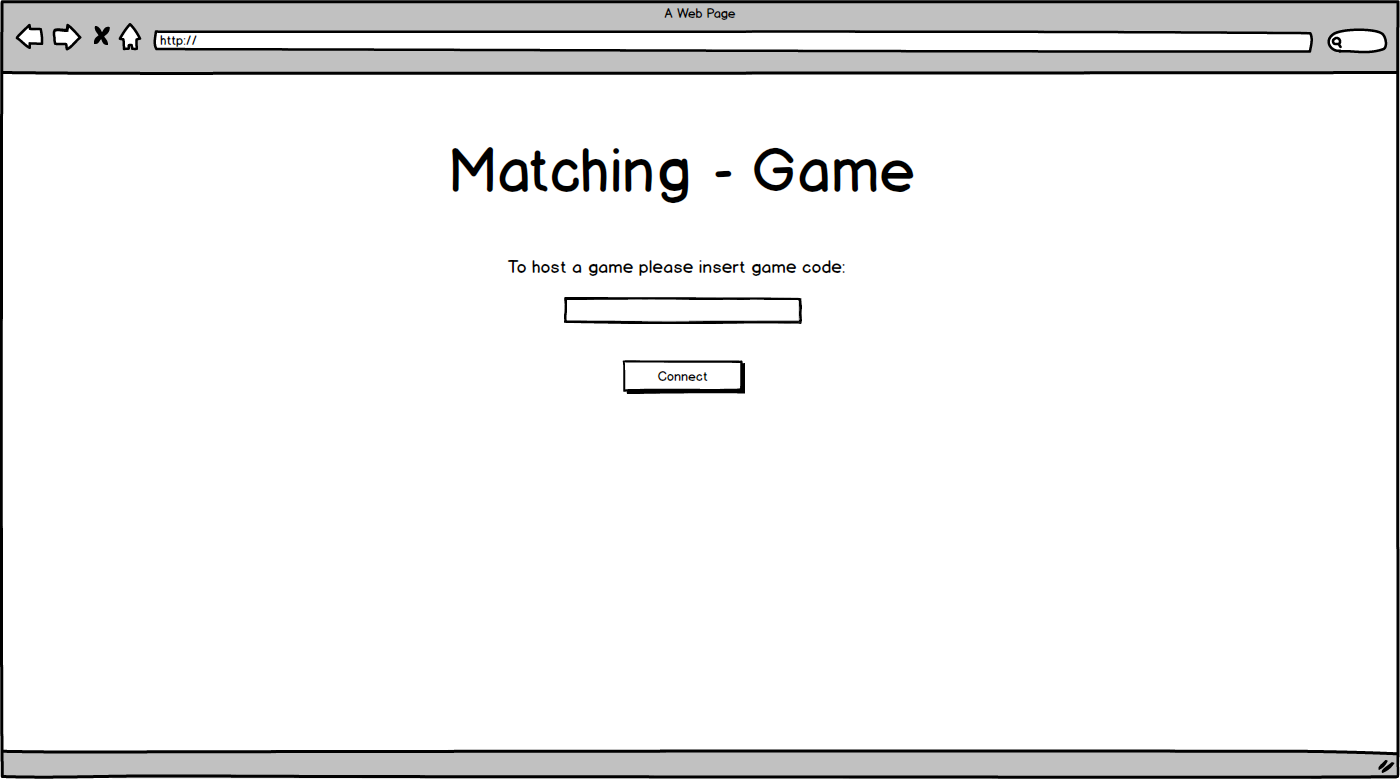 A Web Page
http://
Matching - Game
To host a game please insert game code:
Connect